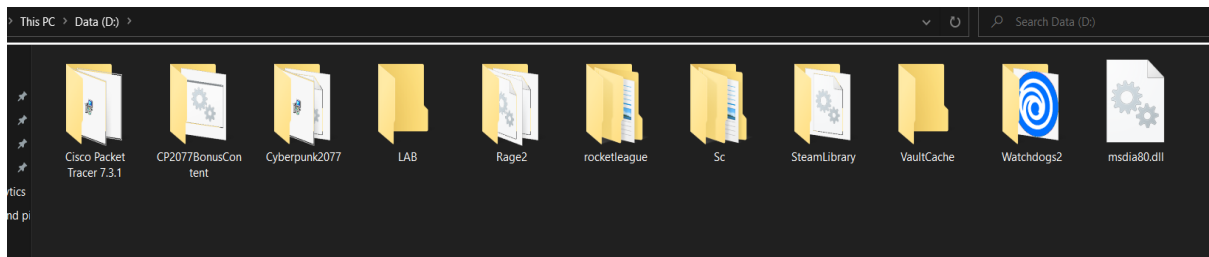 This PC > Data (D:) >
Search Data (D:)
Cisco Packet
Tracer 7.3.1
CP2077BonusCon
tent
Cyberpunk2077
LAB
Rage2
rocketleague
Sc
SteamLibrary
VaultCache
Watchdogs2
msdia80.dll
ytics
nd pi